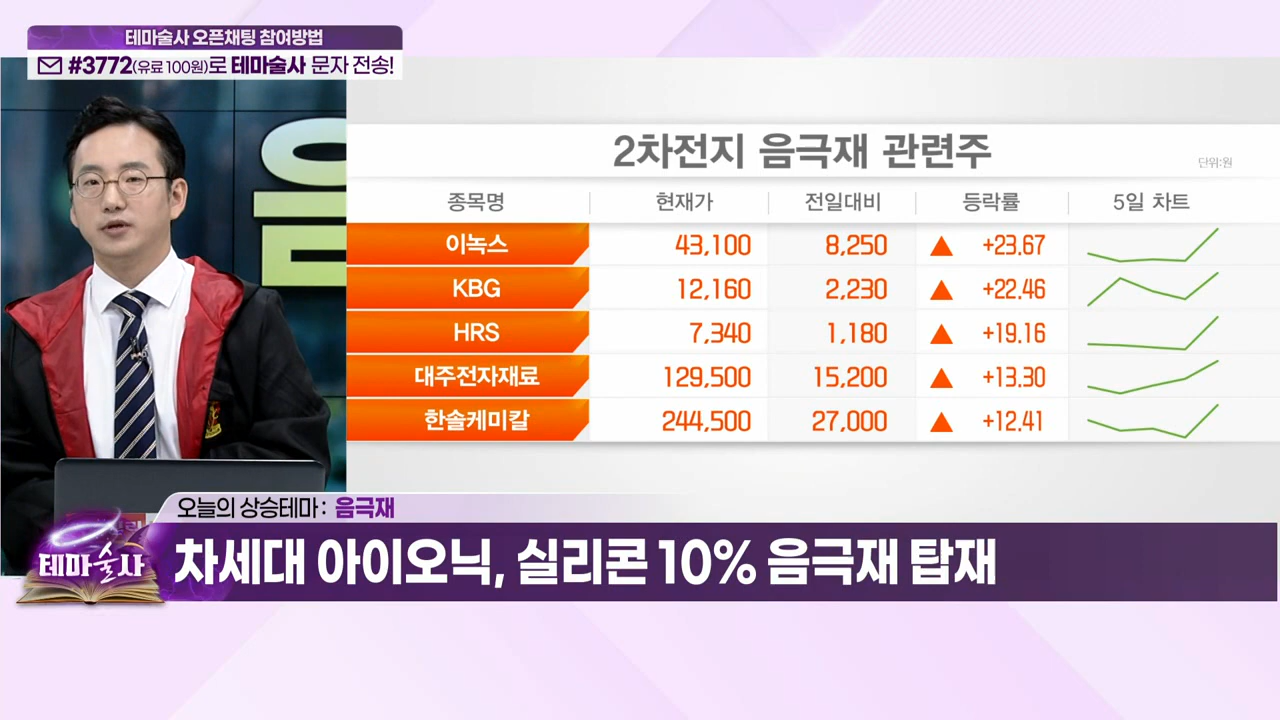 테마술사 오픈채팅 참여방법
#3772(유료 100원)로 테마술사 문자 전송!
음
2차전지 음극재 관련주
단위:원
종목명 현재가 전일대비 등락률 5일 차트
이녹스 43,100 8,250 ▲ +23.67
KBG 12,160 2,230 ▲ +22.46
HRS 7,340 1,180 ▲ +19.16
대주전자재료 129,500 15,200 ▲ +13.30
한솔케미칼 244,500 27,000 ▲ +12.41
오늘의 상승테마 : 음극재
테마술사
차세대 아이오닉, 실리콘 10% 음극재 탑재